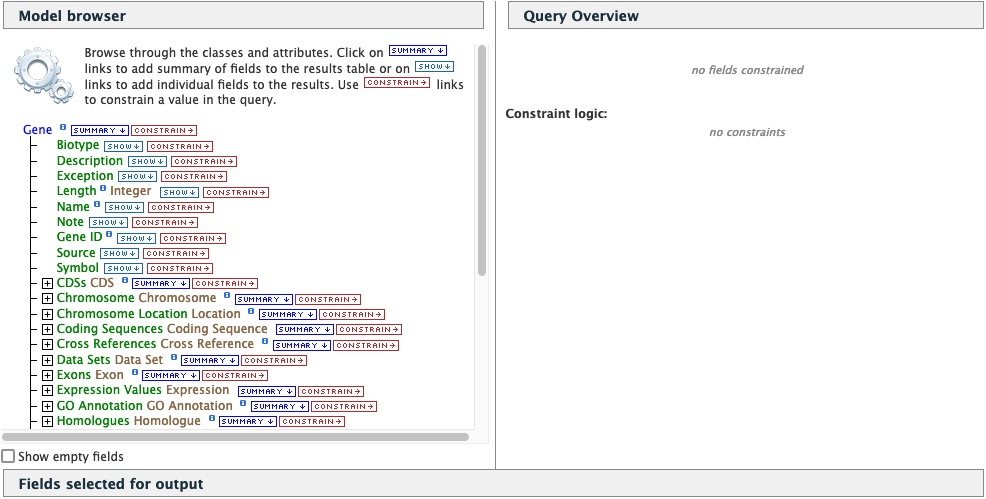 Model browser
Browse through the classes and attributes. Click on SUMMARY ↓
links to add summary of fields to the results table or on SHOW ↓
links to add individual fields to the results. Use CONSTRAIN → links
to constrain a value in the query.
Gene i SUMMARY ↓ CONSTRAIN →
Biotype SHOW ↓ CONSTRAIN →
Description SHOW ↓ CONSTRAIN →
Exception SHOW ↓ CONSTRAIN →
Length i Integer SHOW ↓ CONSTRAIN →
Name i SHOW ↓ CONSTRAIN →
Note SHOW ↓ CONSTRAIN →
Gene ID i SHOW ↓ CONSTRAIN →
Source SHOW ↓ CONSTRAIN →
Symbol SHOW ↓ CONSTRAIN →
CDSs CDS i SUMMARY ↓ CONSTRAIN →
Chromosome Chromosome i SUMMARY ↓ CONSTRAIN →
Chromosome Location Location i SUMMARY ↓ CONSTRAIN →
Coding Sequences Coding Sequence SUMMARY ↓ CONSTRAIN →
Cross References Cross Reference i SUMMARY ↓ CONSTRAIN →
Data Sets Data Set i SUMMARY ↓ CONSTRAIN →
Exons Exon i SUMMARY ↓ CONSTRAIN →
Expression Values Expression SUMMARY ↓ CONSTRAIN →
GO Annotation GO Annotation i SUMMARY ↓ CONSTRAIN →
Homologues Homologue i SUMMARY ↓ CONSTRAIN →
Show empty fields
Query Overview
no fields constrained
Constraint logic:
no constraints
Fields selected for output